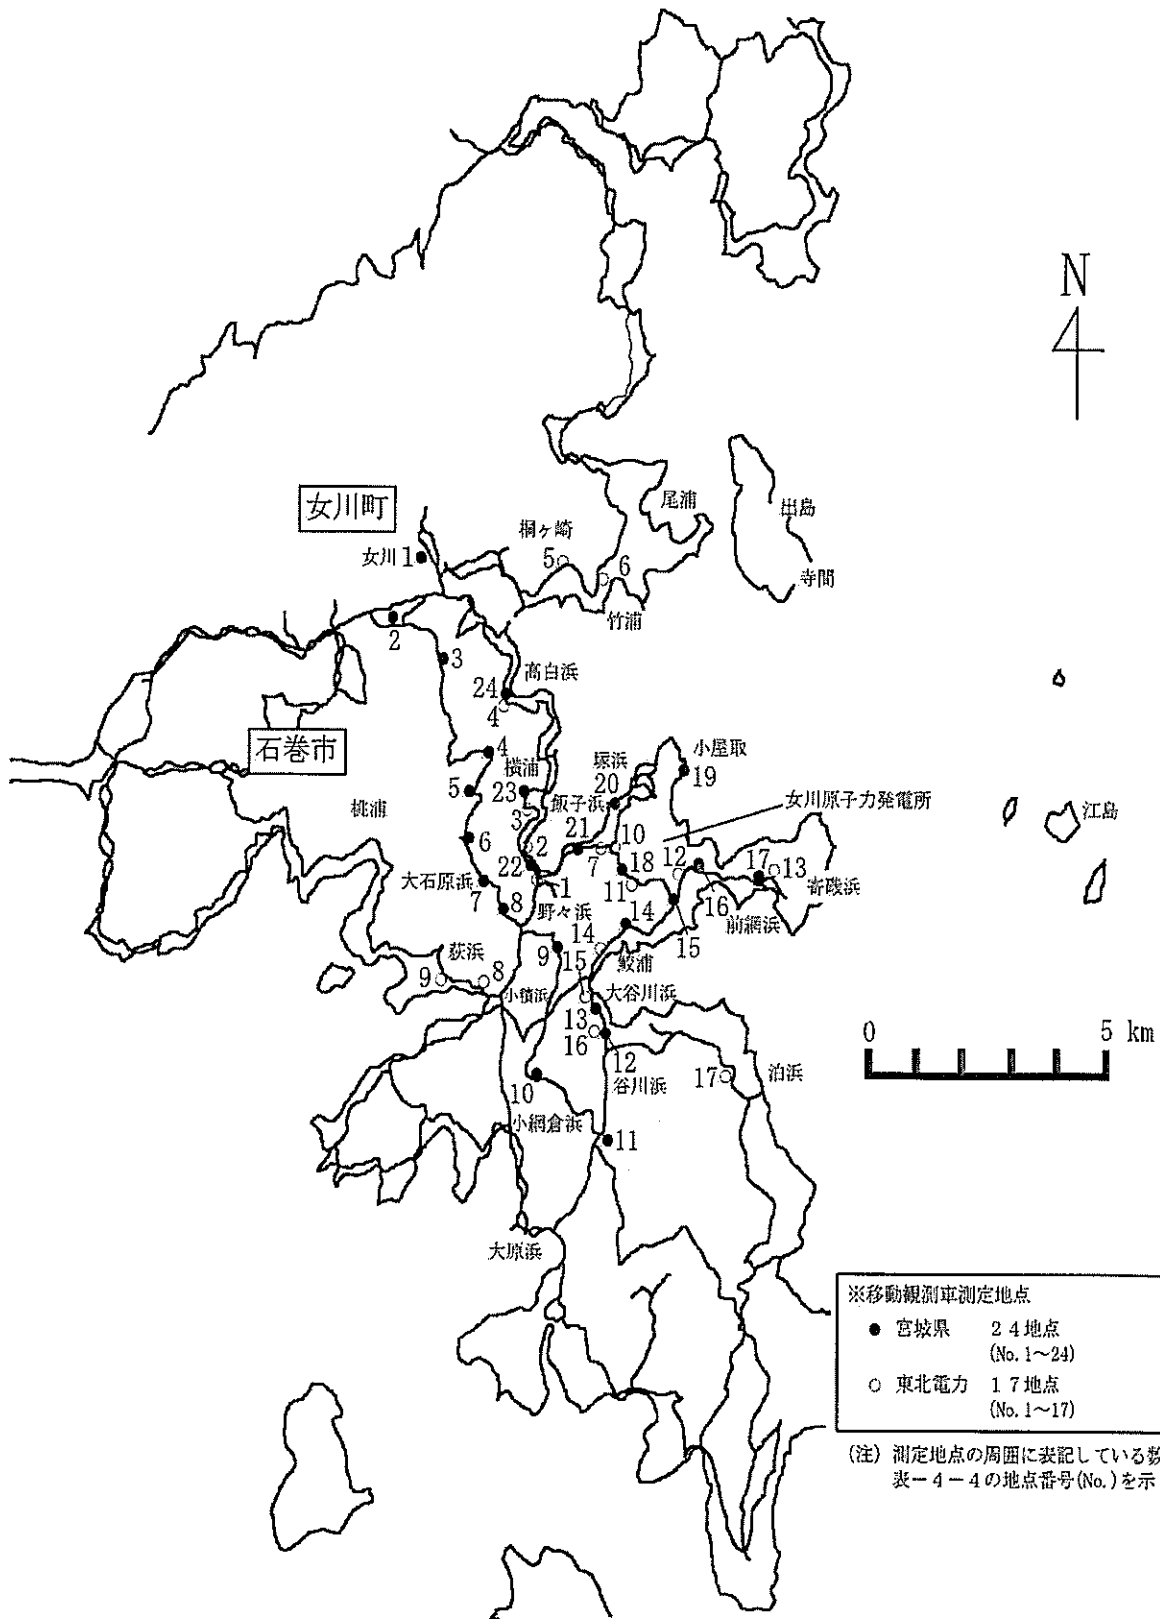 N
尾浦
出島
女川町
桐ヶ崎
女川 1
5
6
寺間
竹浦
2
3
高白浜
24
4
石巻市
4
横浦
小屋取
塚浜
19
5
23
20
飯子浜
女川原子力発電所
江島
桃浦
3
21
6
2
10
7
18
12
17
13
22
大石原浜
1
11
寄磯浜
7
8
野々浜
16
前網浜
14
15
9
14
鮫浦
荻浜
15
9
8
小積浜
大谷川浜
13
0
5 km
16
12
10
谷川浜
17
泊浜
小網倉浜
11
大原浜
※移動観測車測定地点
● 宮城県 24地点
(No.1～24)
○ 東北電力 17地点
(No.1～17)
(注) 測定地点の周囲に表記している数
表－4－4の地点番号(No.)を示